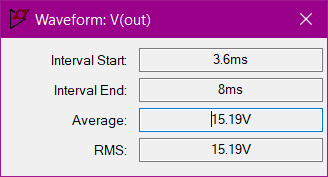 Waveform: V(out)
Interval Start: 3.6ms
Interval End: 8ms
Average: 15.19V
RMS: 15.19V